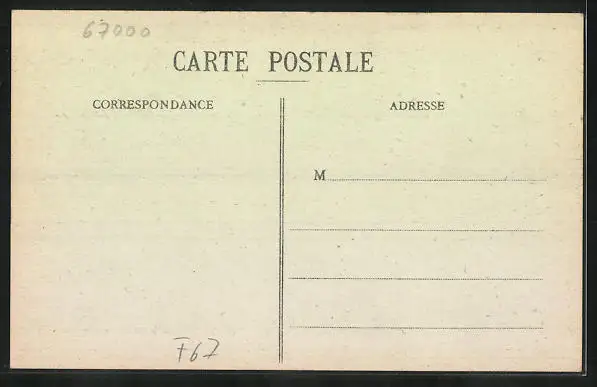 67000
CARTE POSTALE
CORRESPONDANCE
ADRESSE
M
F67